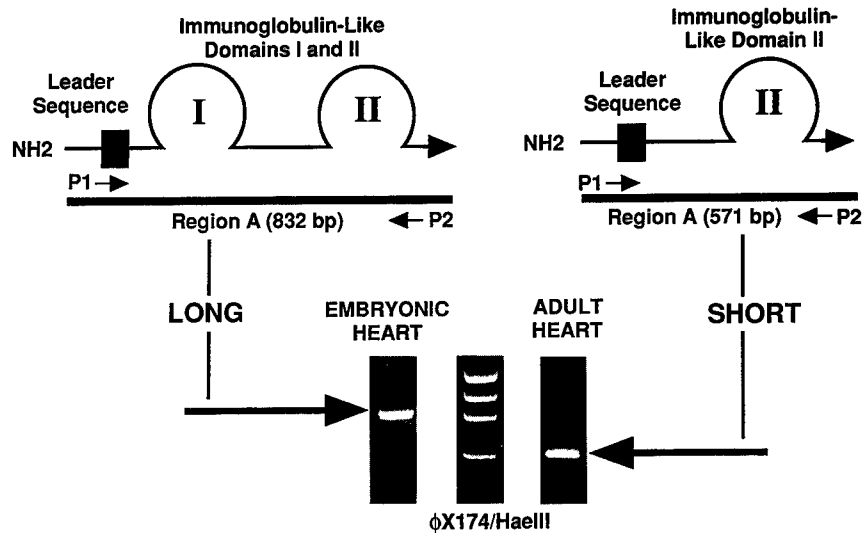 Immunoglobulin-Like
Domains I and II
Leader
Sequence
I
II
NH2
P1
Region A (832 bp)
P2
Immunoglobulin-
Like Domain II
Leader
Sequence
II
NH2
P1
Region A (571 bp)
P2
LONG
EMBRYONIC
HEART
ADULT
HEART
SHORT
ϕX174/HaeIII